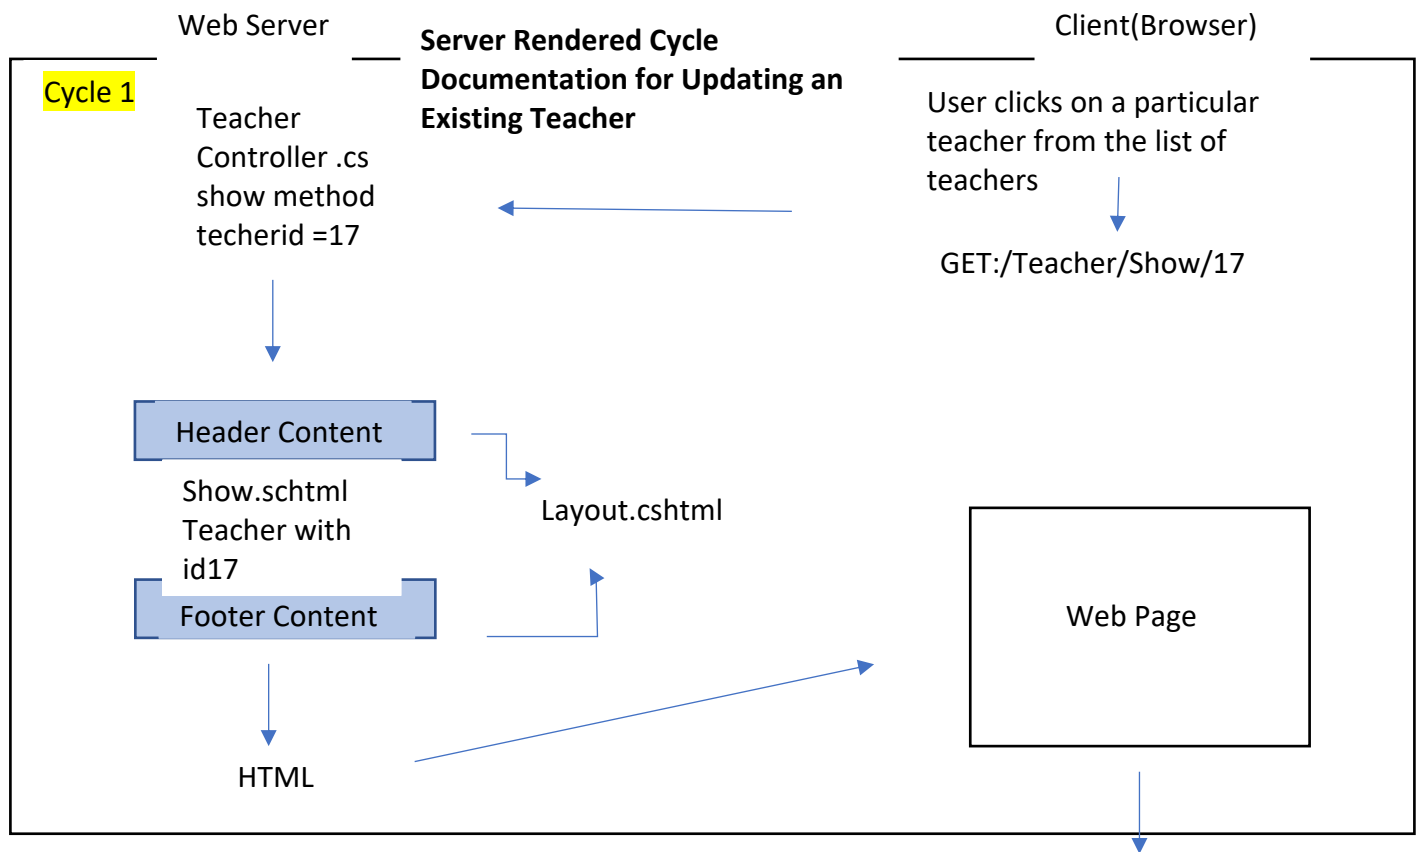 Web Server
Server Rendered Cycle
Documentation for Updating an
Existing Teacher
Client(Browser)
Cycle 1
Teacher
Controller .cs
show method
techerid =17
User clicks on a particular
teacher from the list of
teachers
GET:/Teacher/Show/17
Header Content
Show.schtml
Teacher with
id17
Footer Content
Layout.cshtml
HTML
Web Page